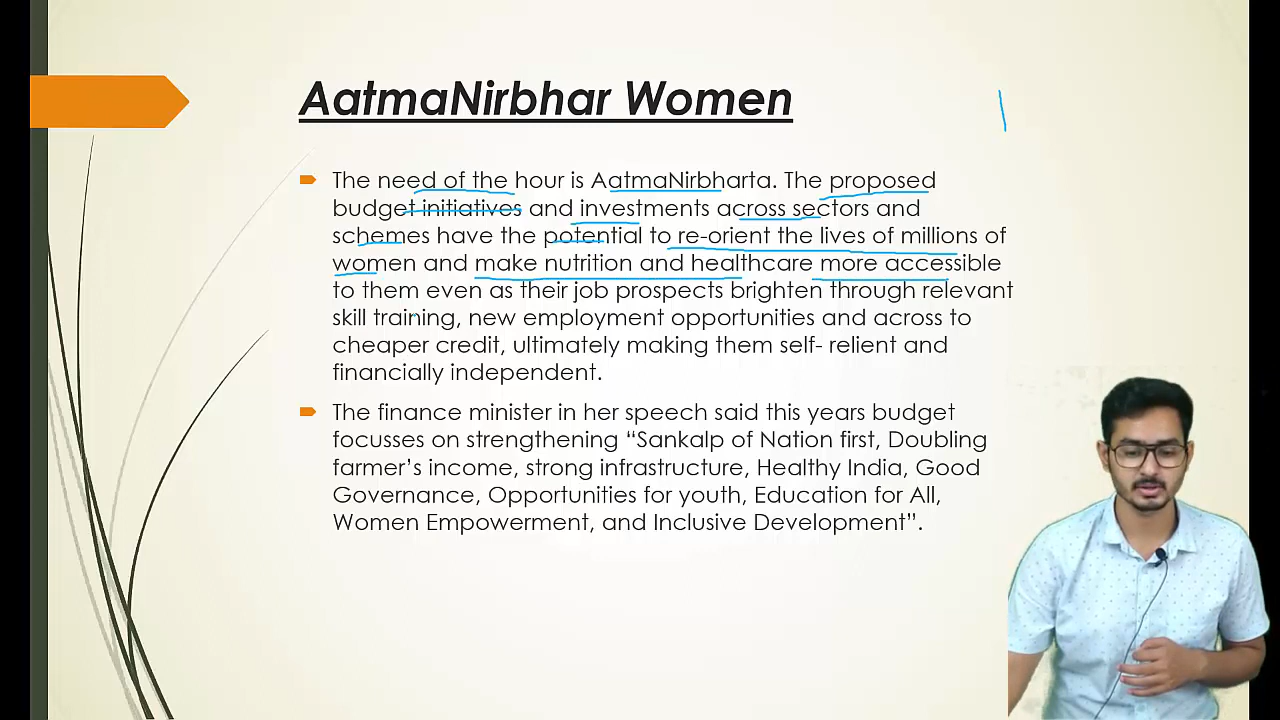 AatmaNirbhar Women
The need of the hour is AatmaNirbharta. The proposed
budget initiatives and investments across sectors and
schemes have the potential to re-orient the lives of millions of
women and make nutrition and healthcare more accessible
to them even as their job prospects brighten through relevant
skill training, new employment opportunities and across to
cheaper credit, ultimately making them self- relient and
financially independent.
The finance minister in her speech said this years budget
focusses on strengthening “Sankalp of Nation first, Doubling
farmer’s income, strong infrastructure, Healthy India, Good
Governance, Opportunities for youth, Education for All,
Women Empowerment, and Inclusive Development”.